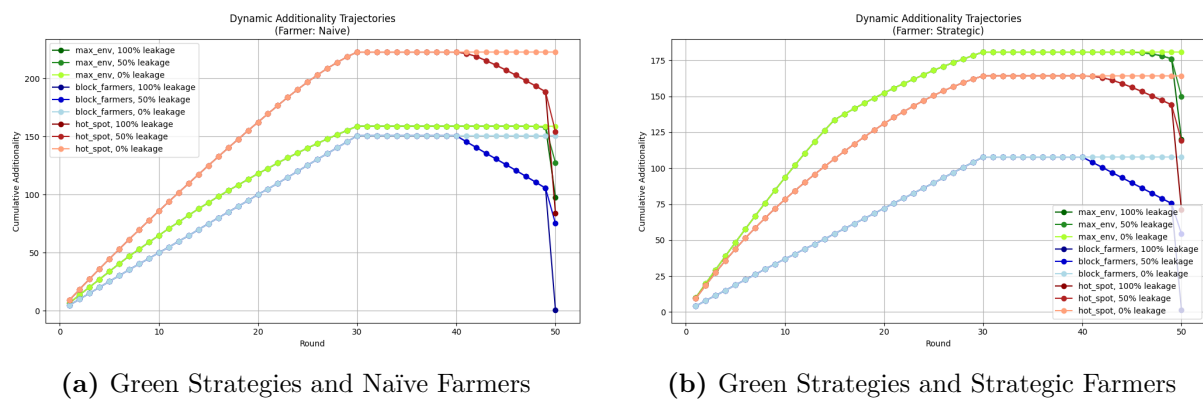 Dynamic Additionality Trajectories
(Farmer: Naive)
max_env, 100% leakage
max_env, 50% leakage
max_env, 0% leakage
block_farmers, 100% leakage
block_farmers, 50% leakage
block_farmers, 0% leakage
hot_spot, 100% leakage
hot_spot, 50% leakage
hot_spot, 0% leakage
Cumulative Additionality
200
150
100
50
0
0
10
20
30
40
50
Round
(a) Green Strategies and Naïve Farmers
Dynamic Additionality Trajectories
(Farmer: Strategic)
Cumulative Additionality
175
150
125
100
75
50
25
0
max_env, 100% leakage
max_env, 50% leakage
max_env, 0% leakage
block_farmers, 100% leakage
block_farmers, 50% leakage
block_farmers, 0% leakage
hot_spot, 100% leakage
hot_spot, 50% leakage
hot_spot, 0% leakage
0
10
20
30
40
50
Round
(b) Green Strategies and Strategic Farmers